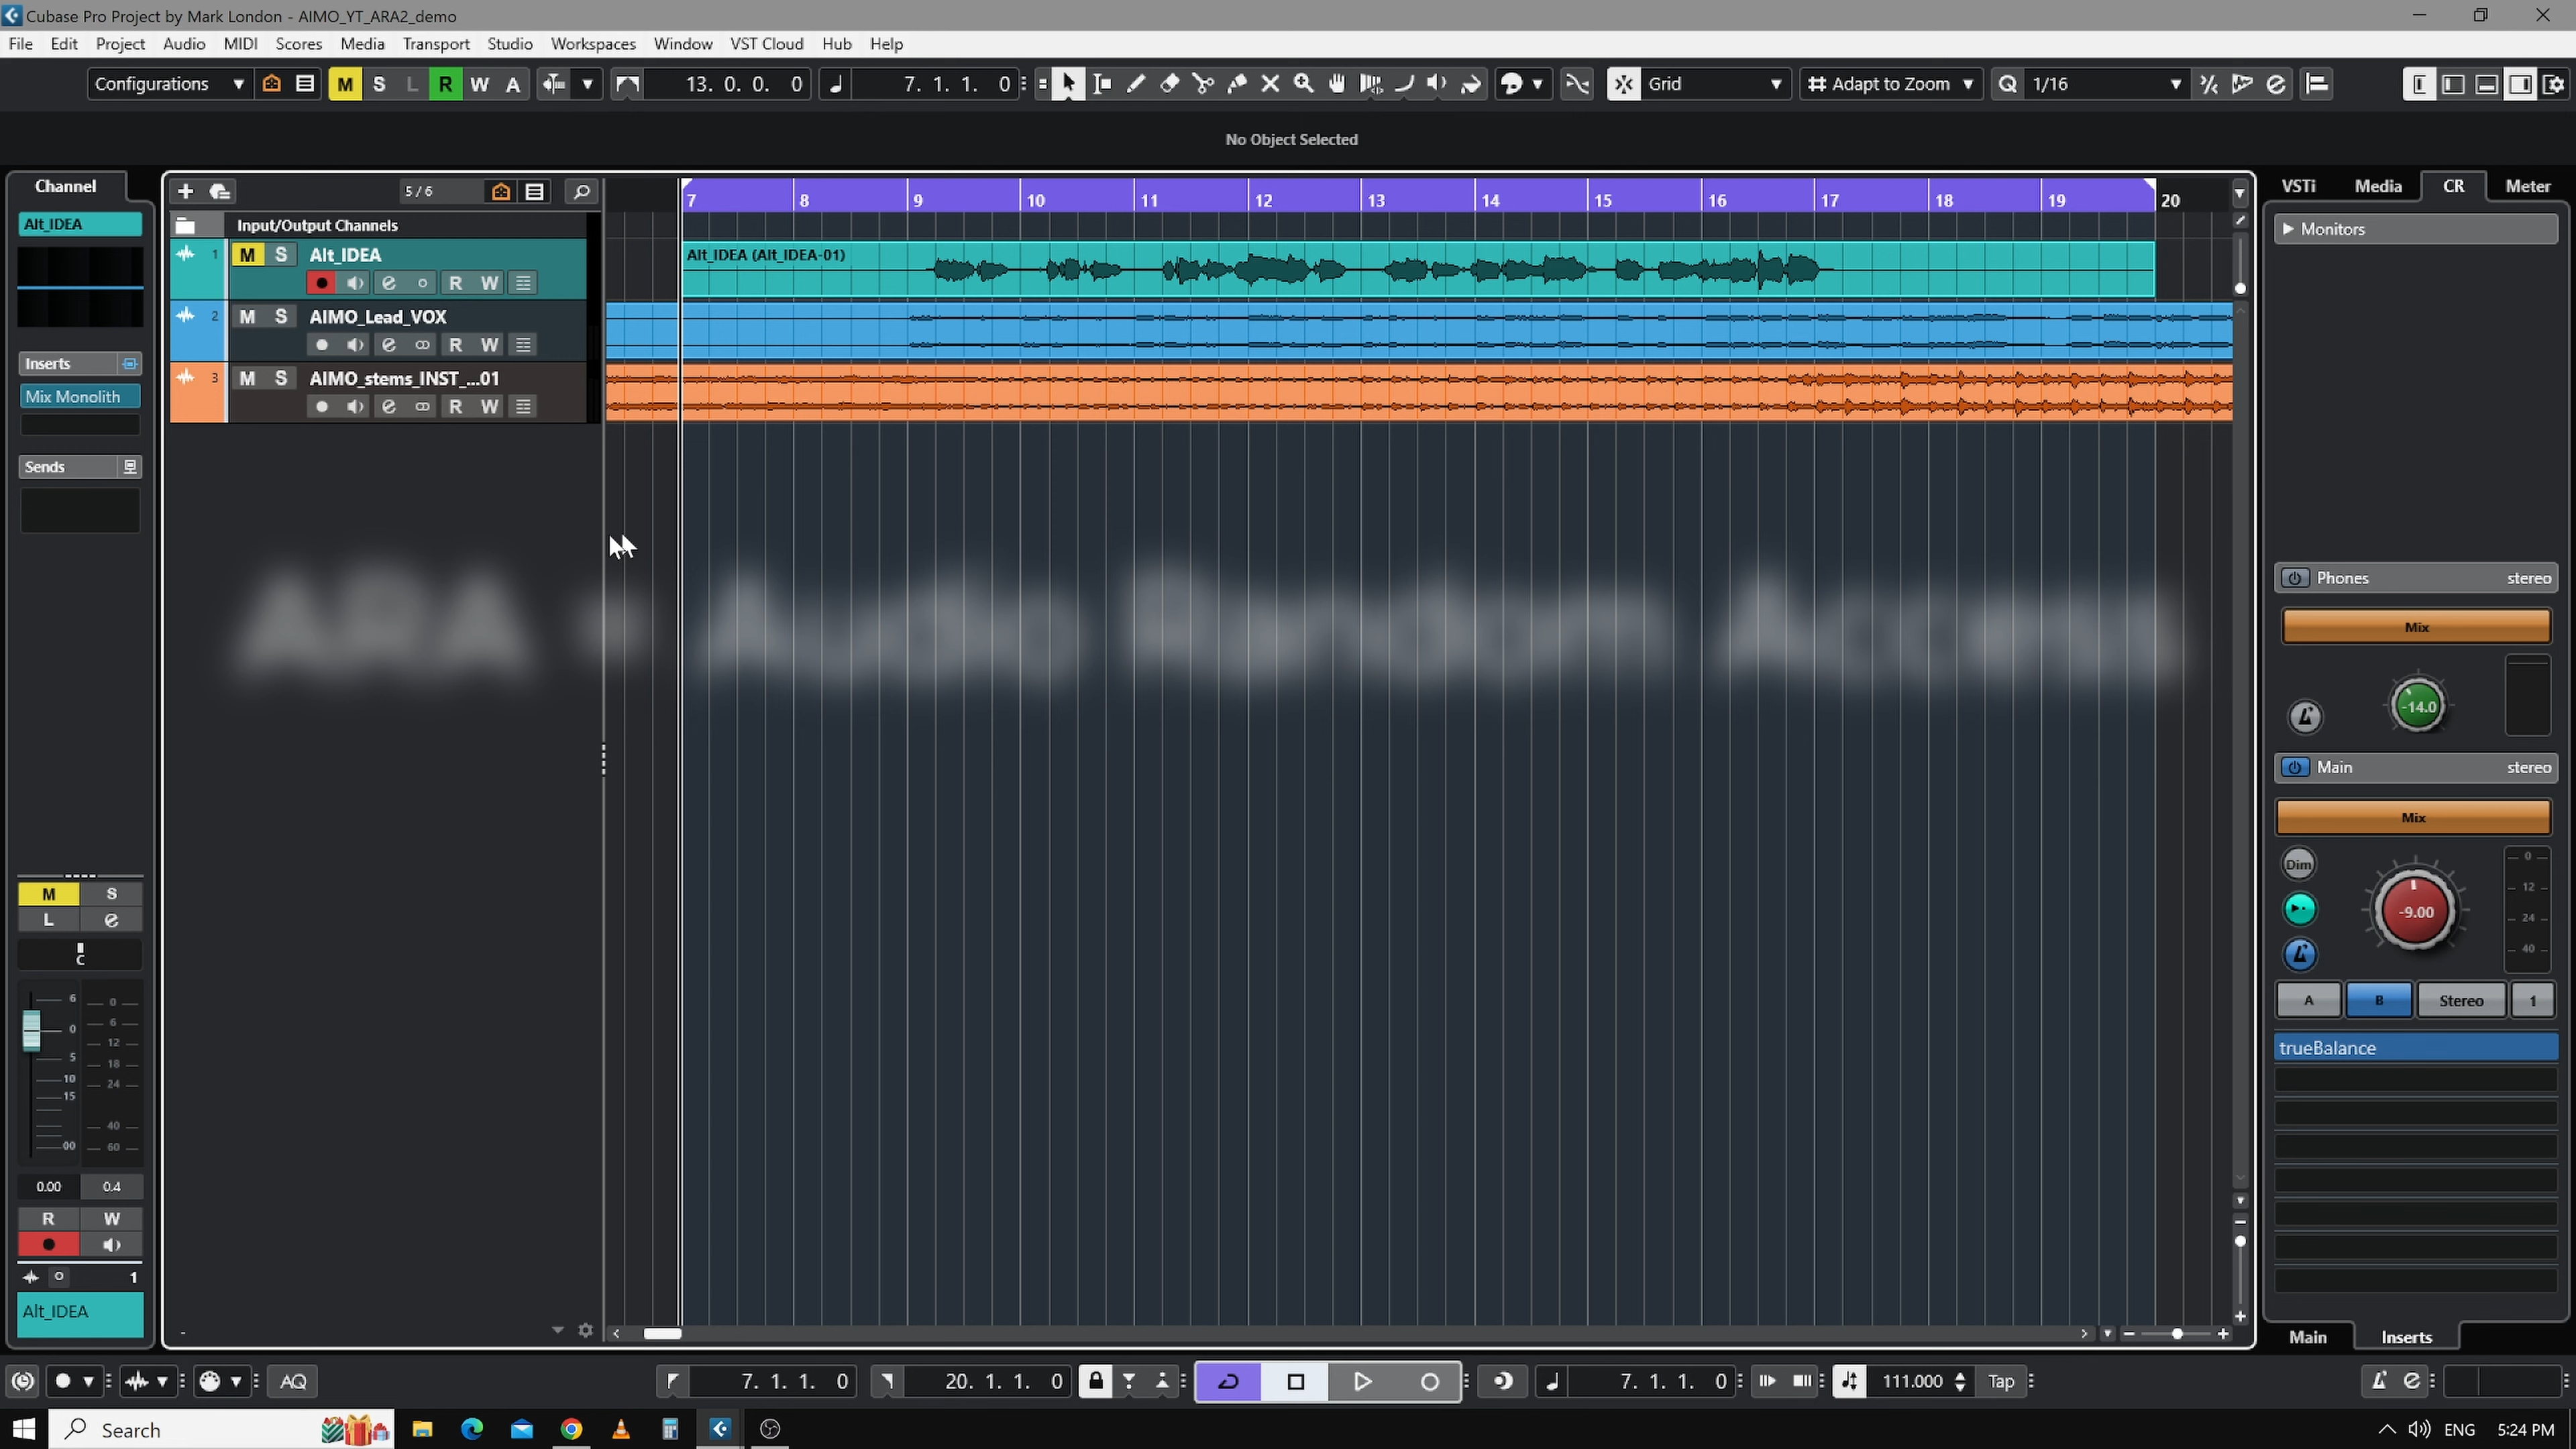 Cubase Pro Project by Mark London - AIMO_YT_ARA2_demo
File Edit Project Audio MIDI Scores Media Transport Studio Workspaces Window VST Cloud Hub Help
Configurations M S L R W A 13. 0. 0. 0 7. 1. 1. 0 Grid Adapt to Zoom Q 1/16
No Object Selected
Channel 5 / 6 7 8 9 10 11 12 13 14 15 16 17 18 19 20 VSTi Media CR Meter
Alt_IDEA
Input/Output Channels
Monitors
1 M S Alt_IDEA
R W
Alt_IDEA (Alt_IDEA-01)
2 M S AIMO_Lead_VOX
R W
3 M S AIMO_stems_INST_...01
R W
Inserts
Mix Monolith
Sends
ARA = Audio Random Access
Phones stereo
Mix
-14.0
Main stereo
Mix
Dim
-9.00
0
12
24
40
A B Stereo 1
trueBalance
Main Inserts
M S
L e
C
6 0
0 6
12
5 18
10 24
15
40
00 60
0.00 0.4
R W
1
Alt_IDEA
AQ 7. 1. 1. 0 20. 1. 1. 0 7. 1. 1. 0 111.000 Tap
Search ENG 5:24 PM